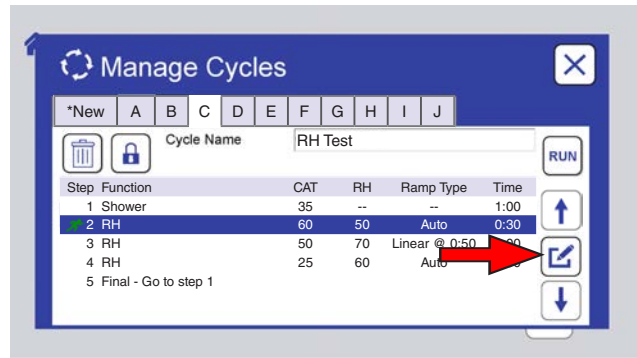 Manage Cycles
*New A B C D E F G H I J
Cycle Name RH Test
RUN
Step Function CAT RH Ramp Type Time
1 Shower 35 -- -- 1:00
2 RH 60 50 Auto 0:30
3 RH 50 70 Linear @ 0:50
4 RH 25 60 Auto
5 Final - Go to step 1